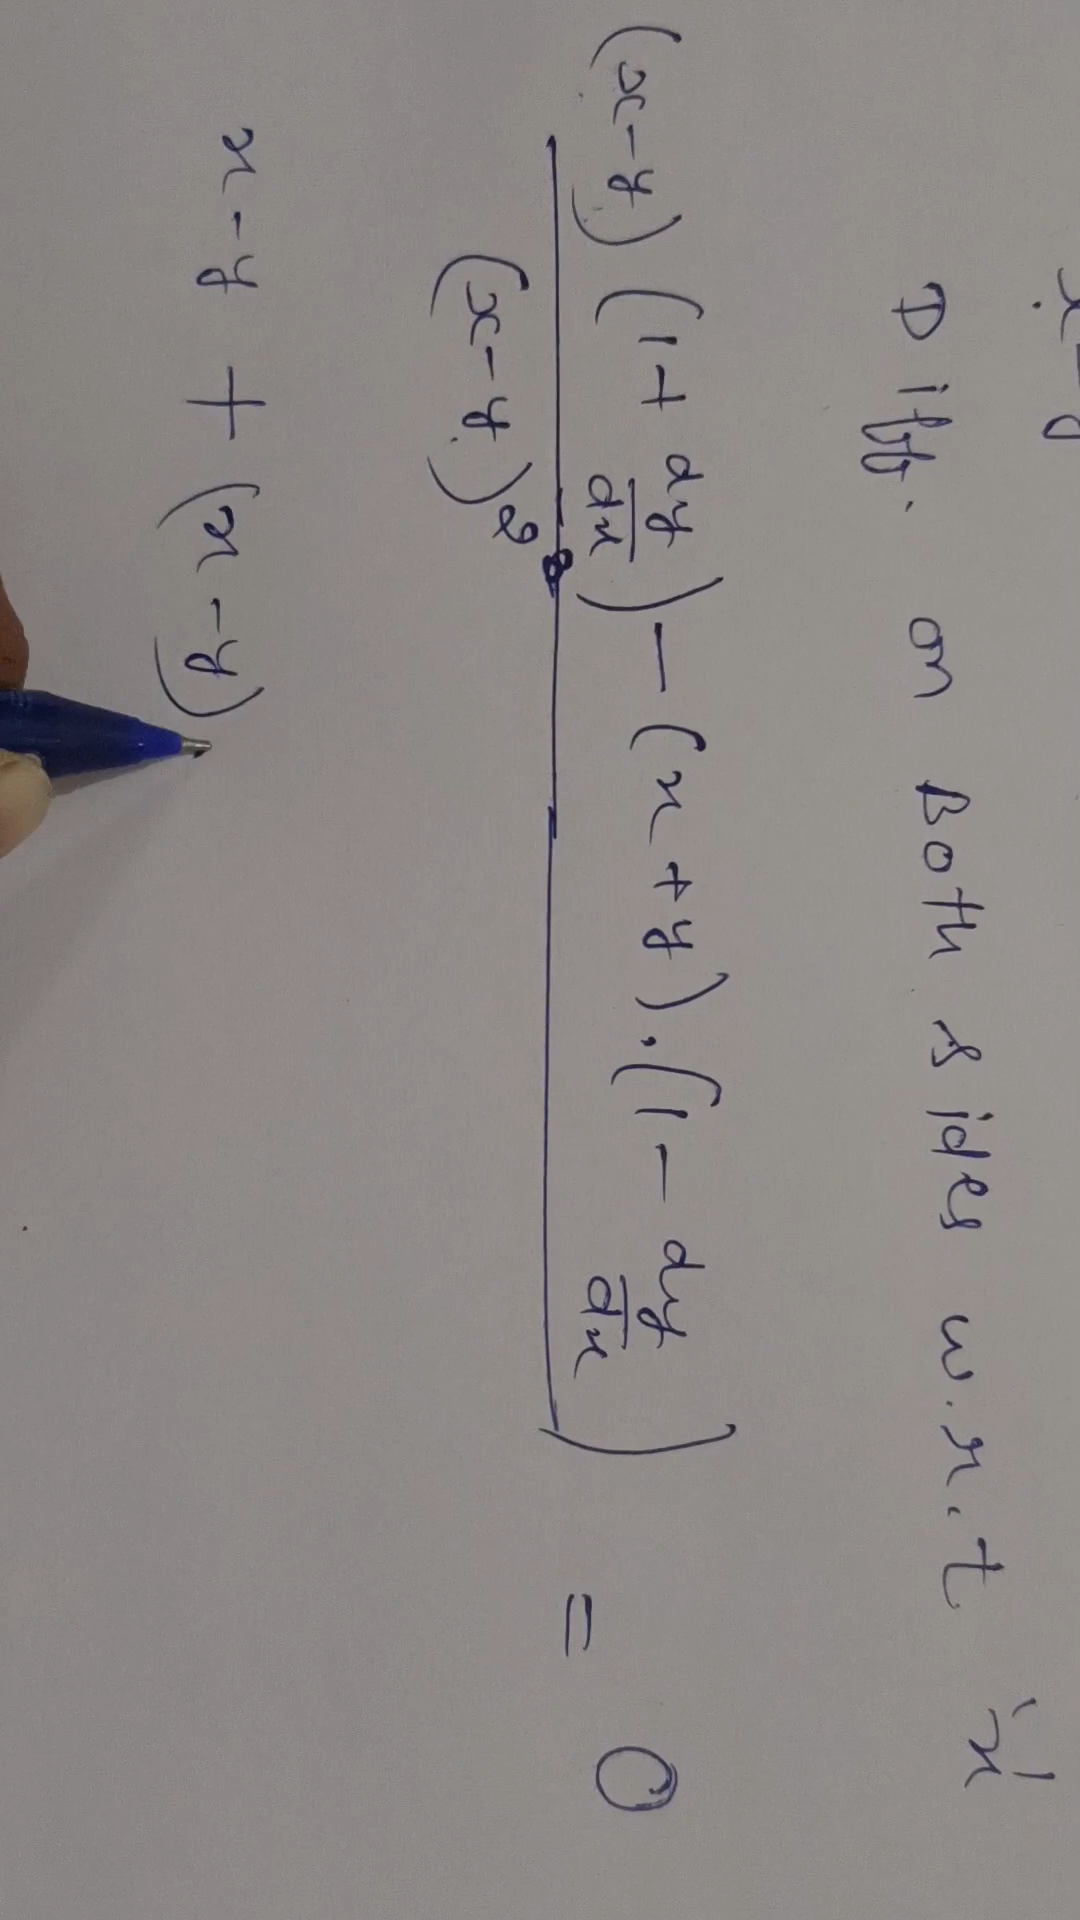 x-y
Diff. on Both sides w.r.t 'x'
(x-y) (1 + dy/dx) - (x+y).(1 - dy/dx)
(x-y)² = 0
x-y + (x-y)